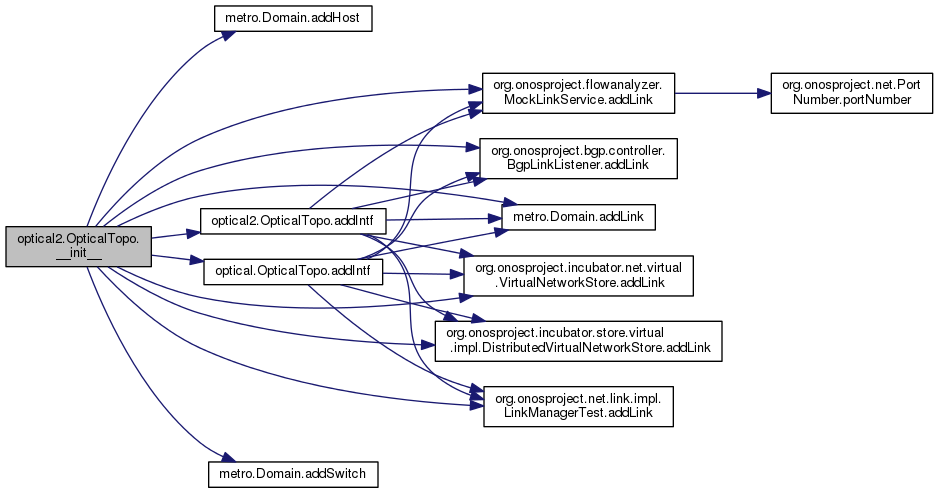 metro.Domain.addHost
org.onosproject.flowanalyzer.
MockLinkService.addLink
org.onosproject.net.Port
Number.portNumber
org.onosproject.bgp.controller.
BgpLinkListener.addLink
optical2.OpticalTopo.addIntf
metro.Domain.addLink
optical2.OpticalTopo.
__init__
optical.OpticalTopo.addIntf
org.onosproject.incubator.net.virtual
.VirtualNetworkStore.addLink
org.onosproject.incubator.store.virtual
.impl.DistributedVirtualNetworkStore.addLink
org.onosproject.net.link.impl.
LinkManagerTest.addLink
metro.Domain.addSwitch